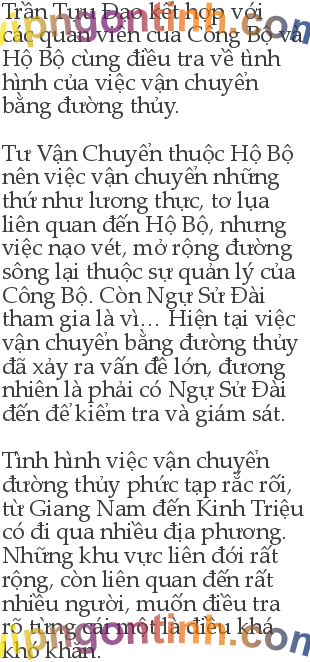 Trần Tựu Đạo kết hợp với
các quan viên của Công Bộ và
Hộ Bộ cùng điều tra về tình
hình của việc vận chuyển
bằng đường thủy.
Tư Vận Chuyển thuộc Hộ Bộ
nên việc vận chuyển những
thứ như lương thực, tơ lụa
liên quan đến Hộ Bộ, nhưng
việc nạo vét, mở rộng đường
sông lại thuộc sự quản lý của
Công Bộ. Còn Ngự Sử Đài
tham gia là vì... Hiện tại việc
vận chuyển bằng đường thủy
đã xảy ra vấn đề lớn, đương
nhiên là phải có Ngự Sử Đài
đến để kiểm tra và giám sát.
Tình hình việc vận chuyển
đường thủy phức tạp rắc rối,
từ Giang Nam đến Kinh Triệu
có đi qua nhiều địa phương.
Những khu vực liên đới rất
rộng, còn liên quan đến rất
nhiều người, muốn điều tra
rõ từng cái một là điều khá
khó khăn.